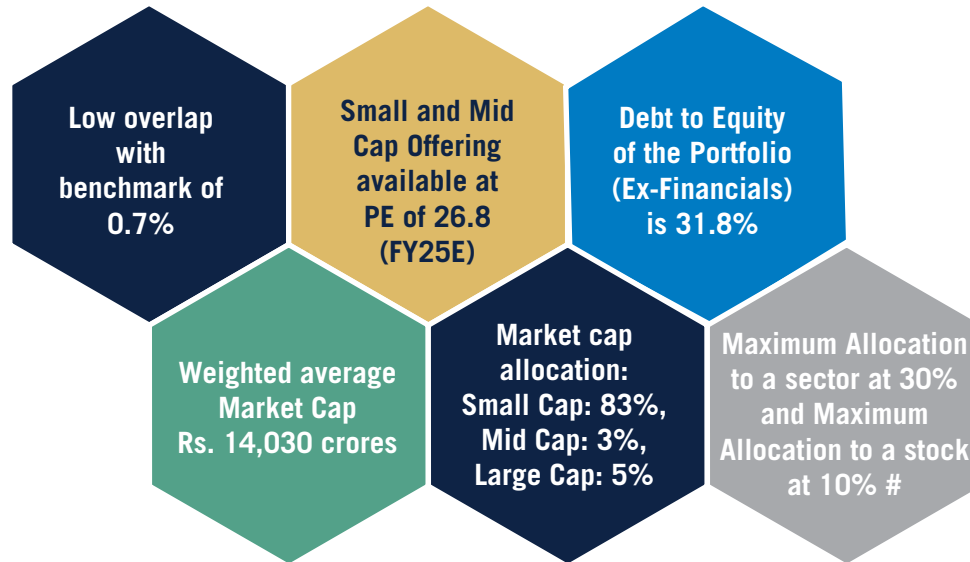 Low overlap
with
benchmark of
0.7%
Small and Mid
Cap Offering
available at
PE of 26.8
(FY25E)
Debt to Equity
of the Portfolio
(Ex-Financials)
is 31.8%
Weighted average
Market Cap
Rs. 14,030 crores
Market cap
allocation:
Small Cap: 83%,
Mid Cap: 3%,
Large Cap: 5%
Maximum Allocation
to a sector at 30%
and Maximum
Allocation to a stock
at 10% #